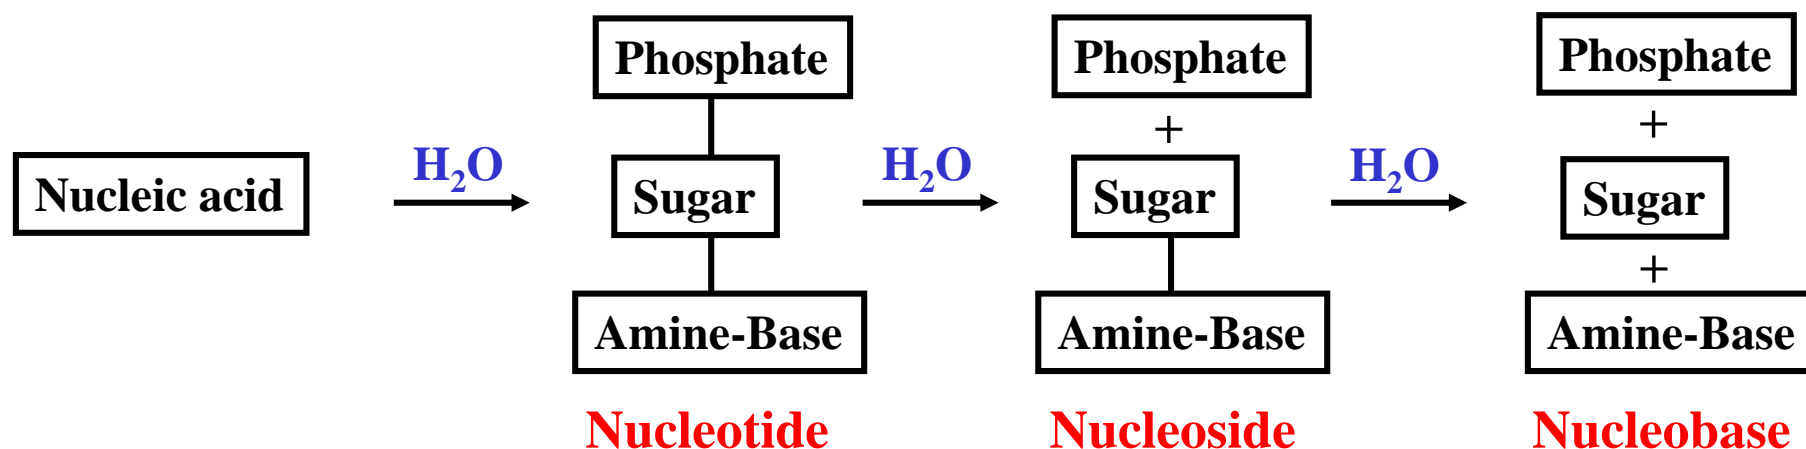 Nucleic acid
H₂O
Phosphate
Sugar
Amine-Base
Nucleotide
H₂O
Phosphate
+
Sugar
Amine-Base
Nucleoside
H₂O
Phosphate
+
Sugar
+
Amine-Base
Nucleobase